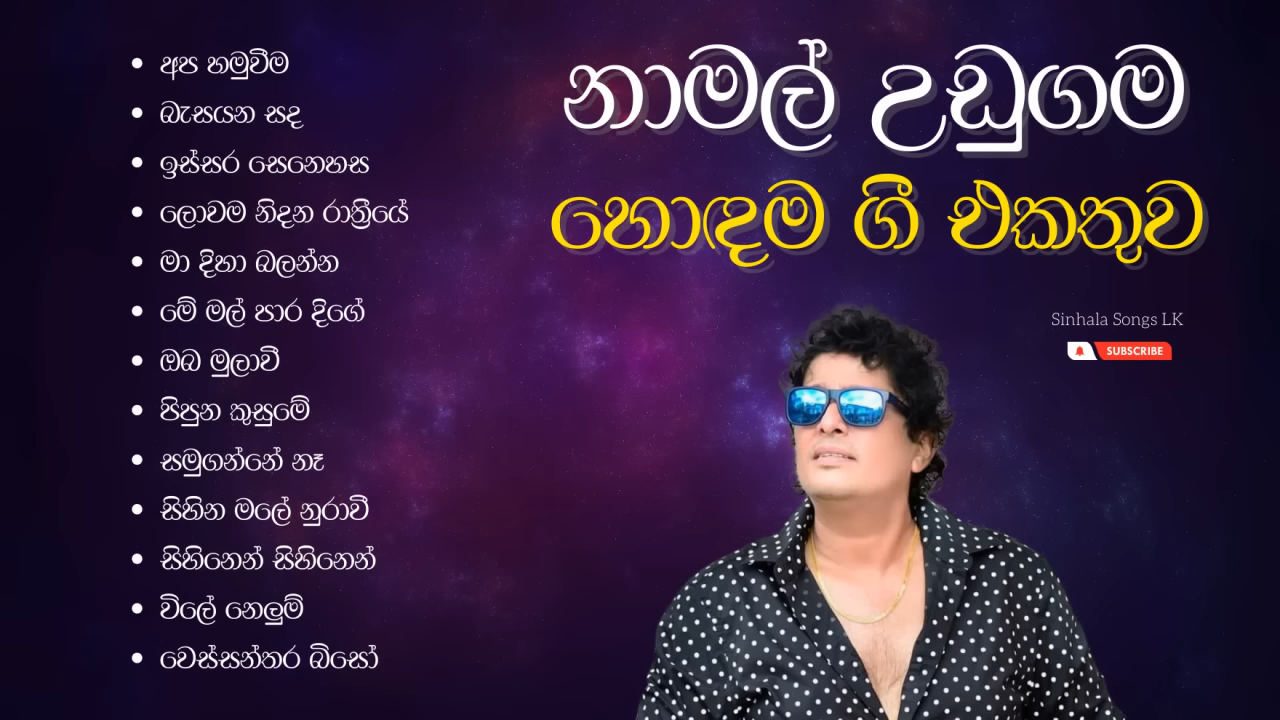 නාමල් උඩුගම
හොඳම ගී එකතුව
Sinhala Songs LK
SUBSCRIBE
• අප හමුවීම
• බැසයන සඳ
• ඉස්සර සෙනෙහස
• ලොවම නිදන රාත්‍රියේ
• මා දිහා බලන්න
• මේ මල් පාර දිගේ
• ඔබ මුලාවී
• පිපුන කුසුමේ
• සමුගන්නේ නෑ
• සිහින මලේ නුරාවී
• සිහිනෙන් සිහිනෙන්
• විලේ නෙලුම්
• වෙස්සන්තර බිසෝ